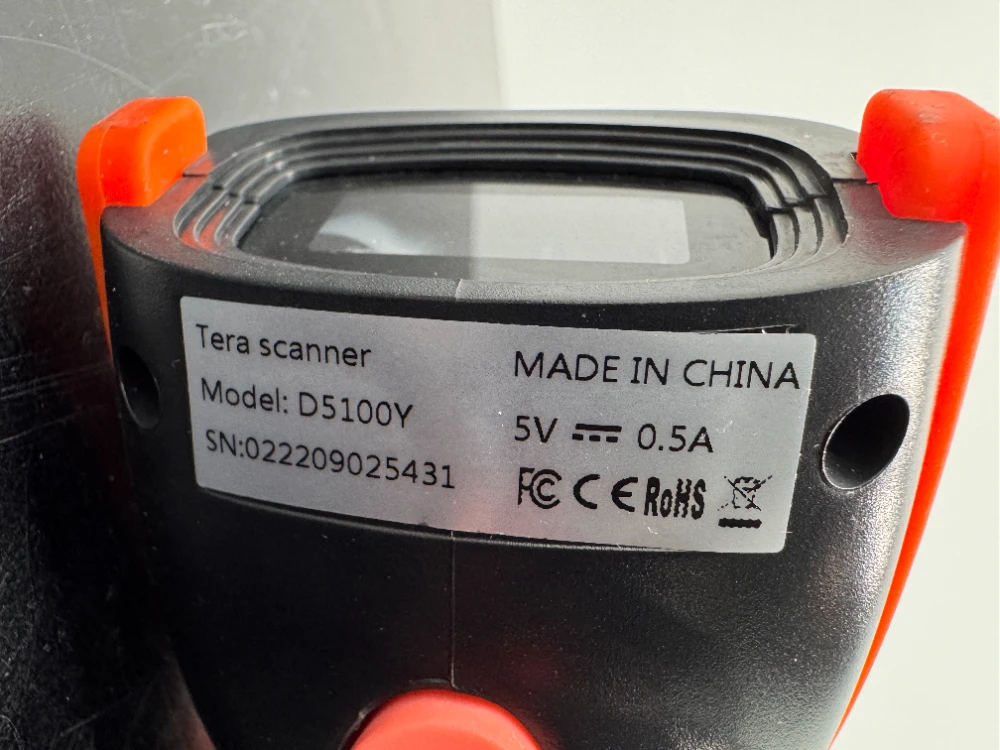 Tera scanner
Model: D5100Y
SN:022209025431
MADE IN CHINA
5V ⎓ 0.5A
FC CE RoHS